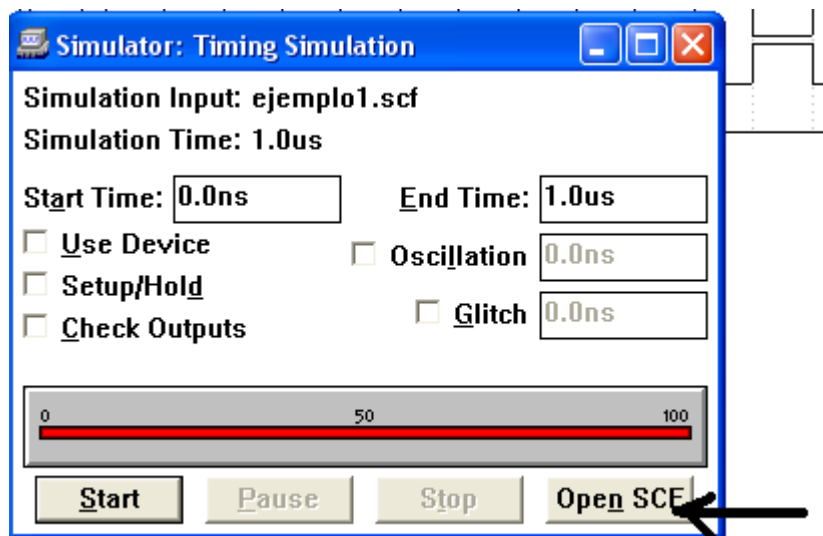 Simulator: Timing Simulation
Simulation Input: ejemplo1.scf
Simulation Time: 1.0us
Start Time: 0.0ns End Time: 1.0us
Use Device
Oscillation 0.0ns
Setup/Hold
Glitch 0.0ns
Check Outputs
0 50 100
Start Pause Stop Open SCF